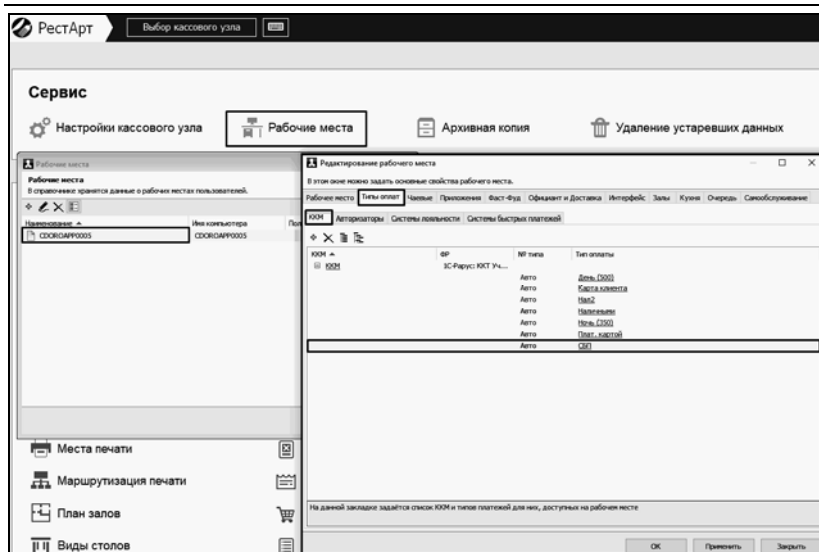 РестАрт
Выбор кассового узла
Сервис
Настройки кассового узла
Рабочие места
Архивная копия
Удаление устаревших данных
Рабочие места
Рабочие места
В справочнике хранятся данные о рабочих местах пользователей.
Наименование
Имя компьютера
CDOROAPP0005
CDOROAPP0005
Редактирование рабочего места
В этом окне можно задать основные свойства рабочего места.
Рабочее место Типы оплат Чаевые Приложения Фаст-Фуд Официант и Доставка Интерфейс Залы Кухня Очередь Самообслуживание
ККМ Авторизаторы Системы лояльности Системы быстрых платежей
ККМ ФР № типа Тип оплаты
ККМ 1С-Рарус: ККТ Уч...
Авто День (500)
Авто Карта клиента
Авто Нал2
Авто Наличными
Авто Ночь (350)
Авто Плат. картой
Авто СБП
На данной закладке задаётся список ККМ и типов платежей для них, доступных на рабочем месте
ОК Применить Закрыть
Места печати
Маршрутизация печати
План залов
Виды столов